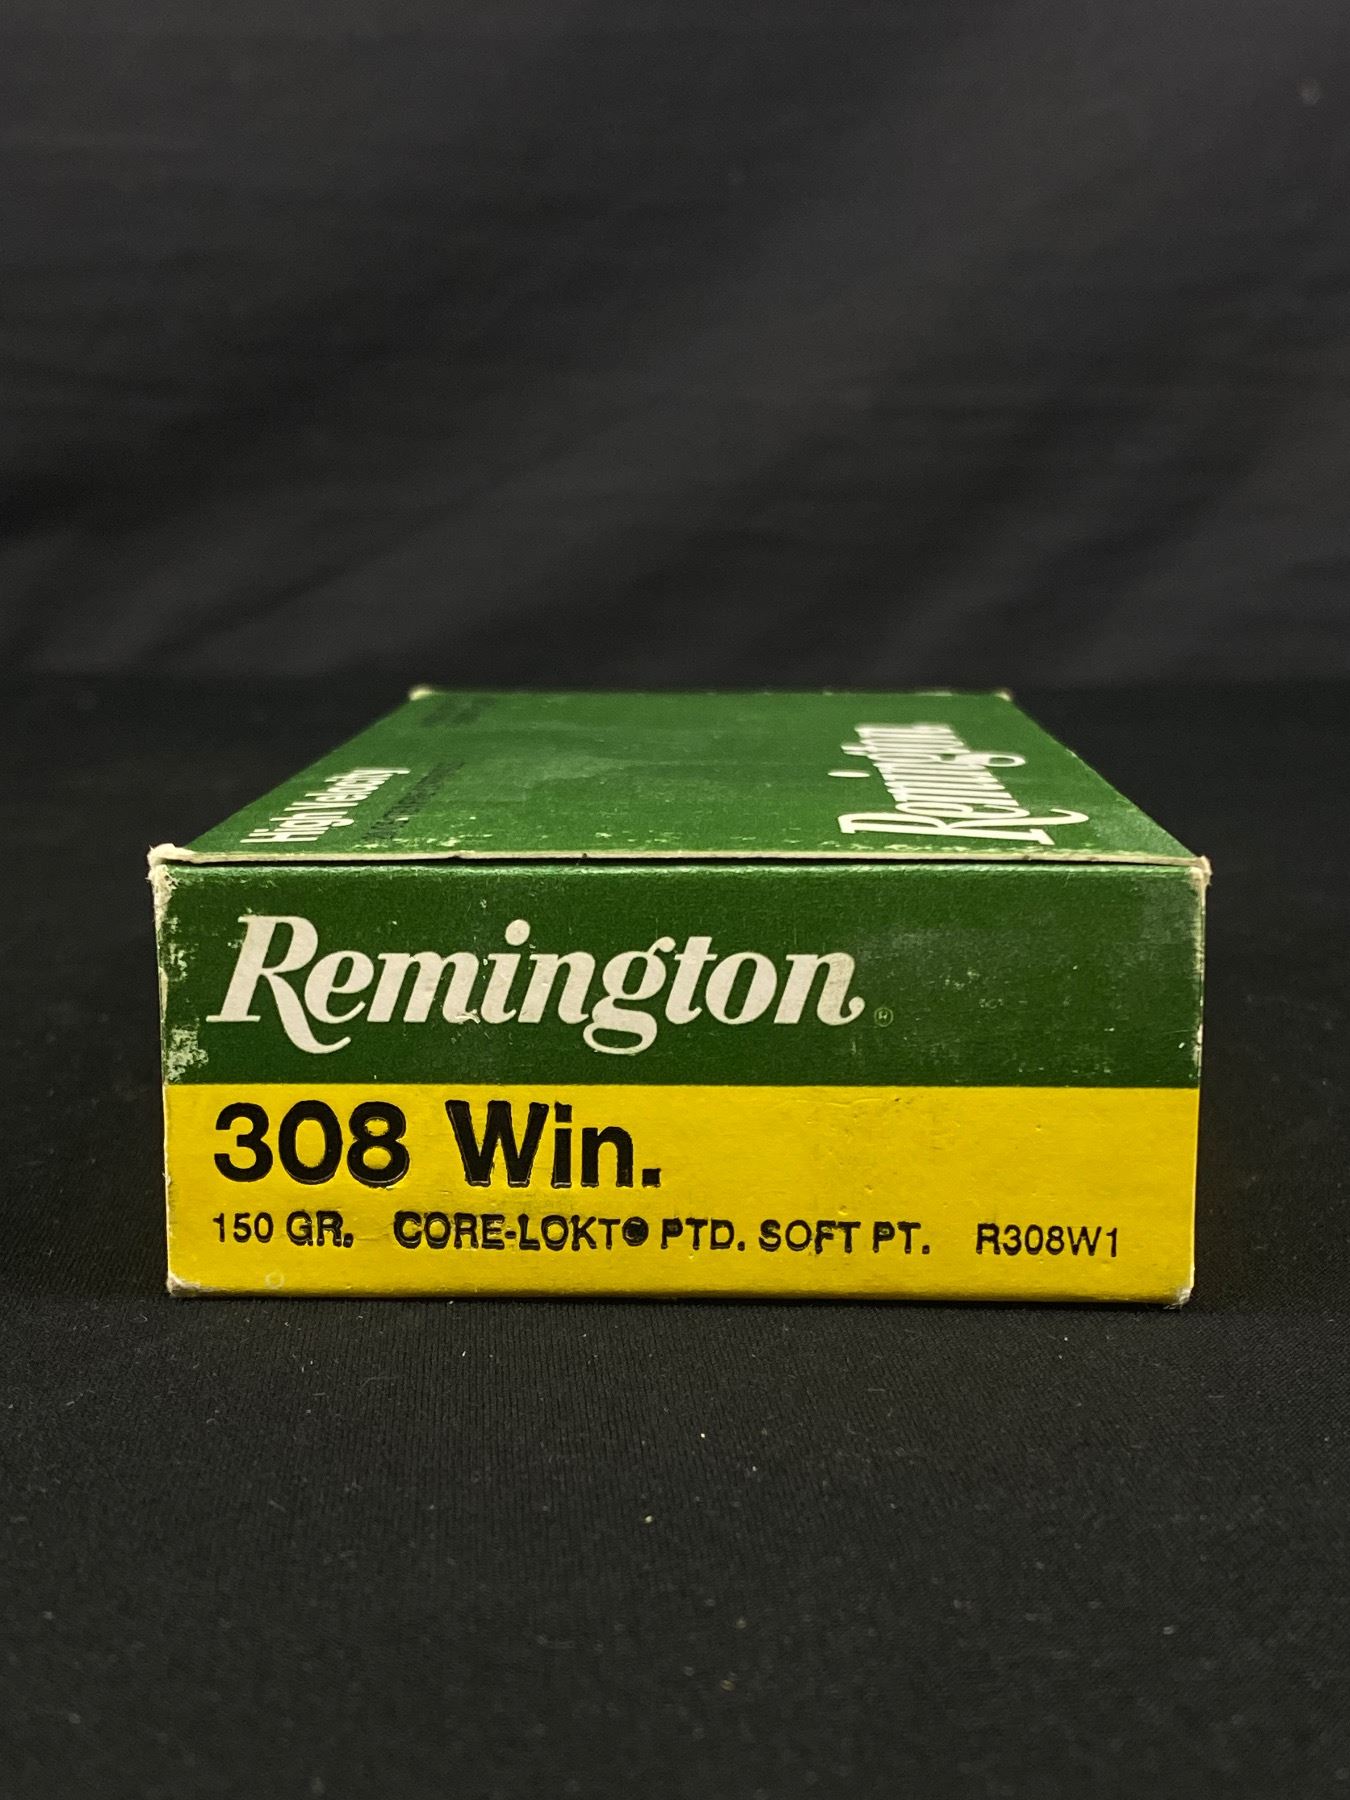 High Velocity
Remington
Remington®
308 Win.
150 GR. CORE-LOKT® PTD. SOFT PT. R308W1